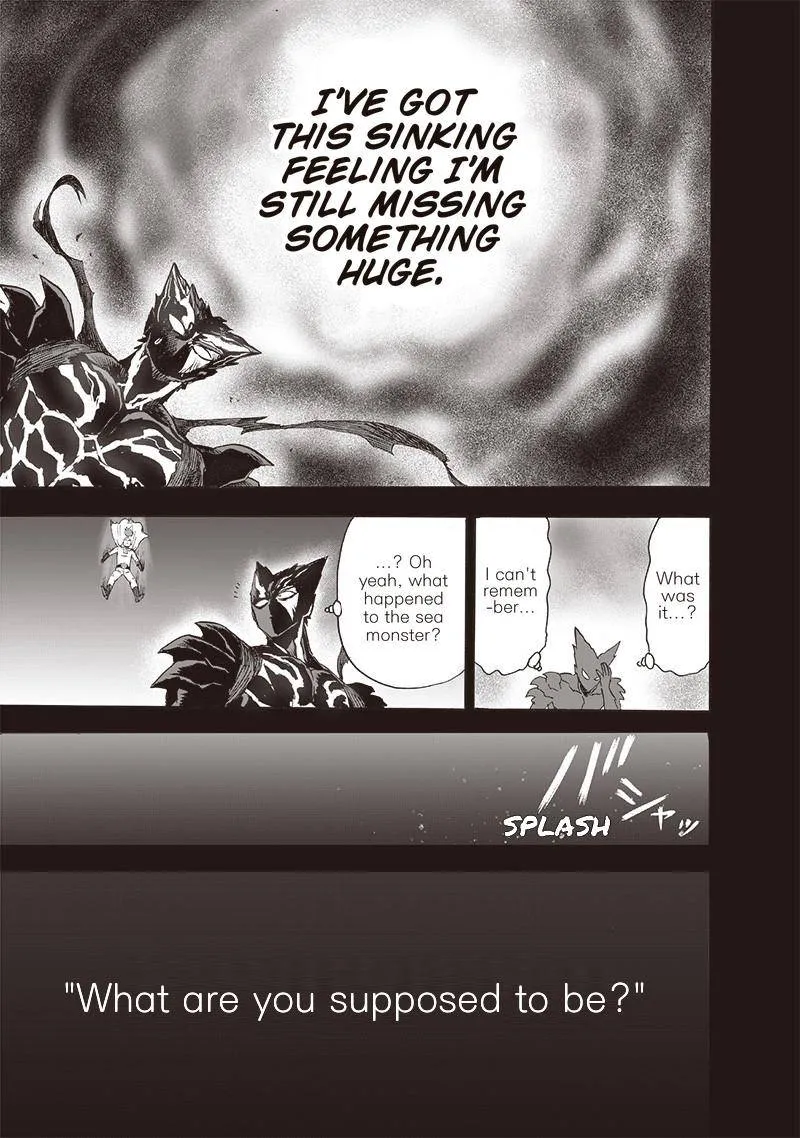 I'VE GOT
THIS SINKING
FEELING I'M
STILL MISSING
SOMETHING
HUGE.
What
was
it...?
I can't
remem
-ber...
...? Oh
yeah, what
happened
to the sea
monster?
バシャッ
SPLASH
"What are you supposed to be?"